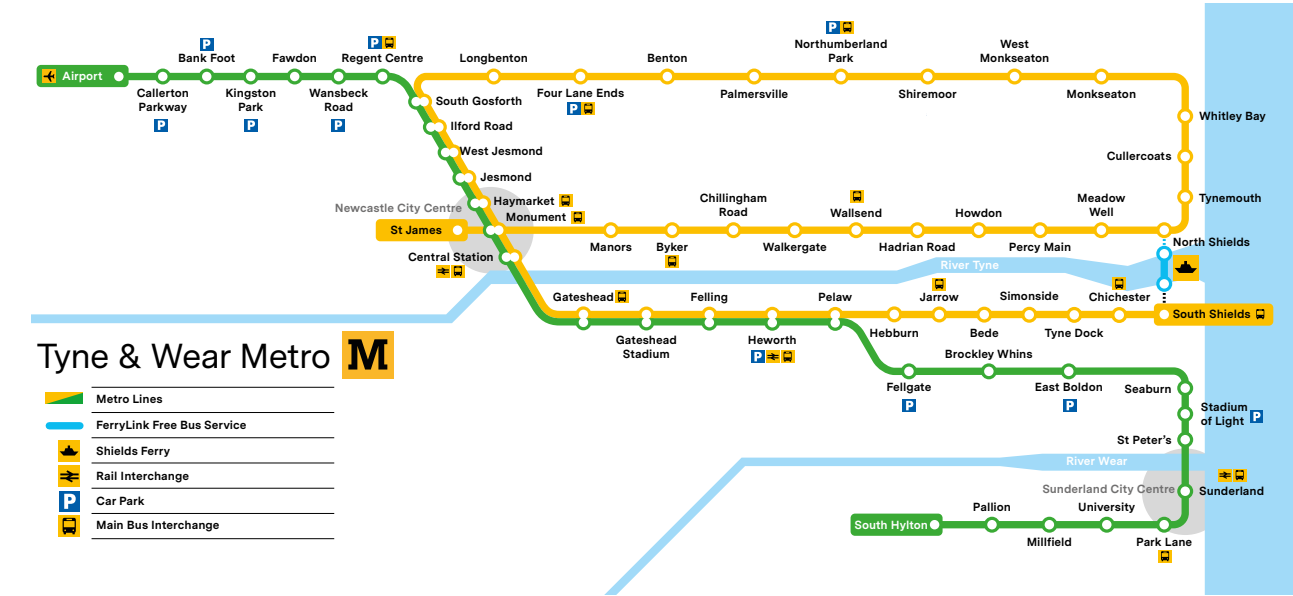 Northumberland
Park
West
Monkseaton
Bank Foot
Fawdon
Regent Centre
Longbenton
Benton
Airport
Callerton
Parkway
P
Kingston
Park
P
Wansbeck
Road
P
P
P
P
Four Lane Ends
P
Palmersville
Shiremoor
Monkseaton
South Gosforth
Ilford Road
West Jesmond
Jesmond
Whitley Bay
Cullercoats
Tynemouth
Newcastle City Centre
Haymarket
Monument
St James
Central Station
Chillingham
Road
Wallsend
Howdon
Meadow
Well
Manors
Byker
Walkergate
Hadrian Road
Percy Main
North Shields
River Tyne
Gateshead
Felling
Pelaw
Jarrow
Simonside
Chichester
South Shields
Gateshead
Stadium
Heworth
P
Hebburn
Bede
Tyne Dock
Brockley Whins
Fellgate
P
East Boldon
P
Seaburn
Stadium
of Light
P
St Peter's
River Wear
Sunderland City Centre
Sunderland
South Hylton
Pallion
Millfield
University
Park Lane
Tyne & Wear Metro
M
Metro Lines
FerryLink Free Bus Service
Shields Ferry
Rail Interchange
P
Car Park
Main Bus Interchange